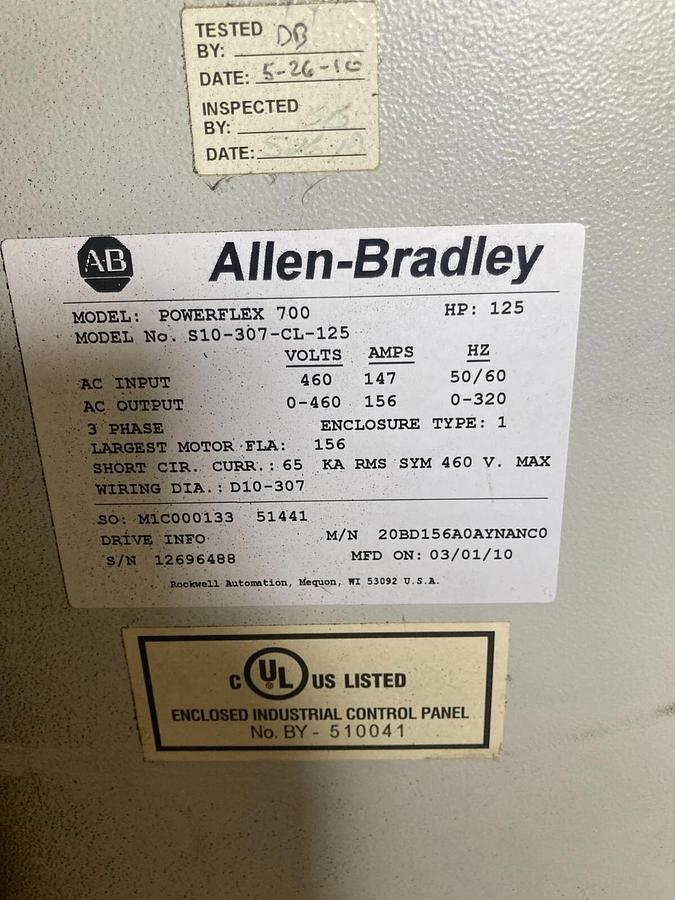 TESTED
BY: DB
DATE: 5-26-10
INSPECTED
BY:
DATE:
AB Allen-Bradley
MODEL: POWERFLEX 700 HP: 125
MODEL No. S10-307-CL-125
VOLTS AMPS HZ
AC INPUT 460 147 50/60
AC OUTPUT 0-460 156 0-320
3 PHASE ENCLOSURE TYPE: 1
LARGEST MOTOR FLA: 156
SHORT CIR. CURR.: 65 KA RMS SYM 460 V. MAX
WIRING DIA.: D10-307
SO: M1C000133 51441
DRIVE INFO M/N 20BD156A0AYNANC0
S/N 12696488 MFD ON: 03/01/10
Rockwell Automation, Mequon, WI 53092 U.S.A.
C UL ® US LISTED
ENCLOSED INDUSTRIAL CONTROL PANEL
No. BY - 510041